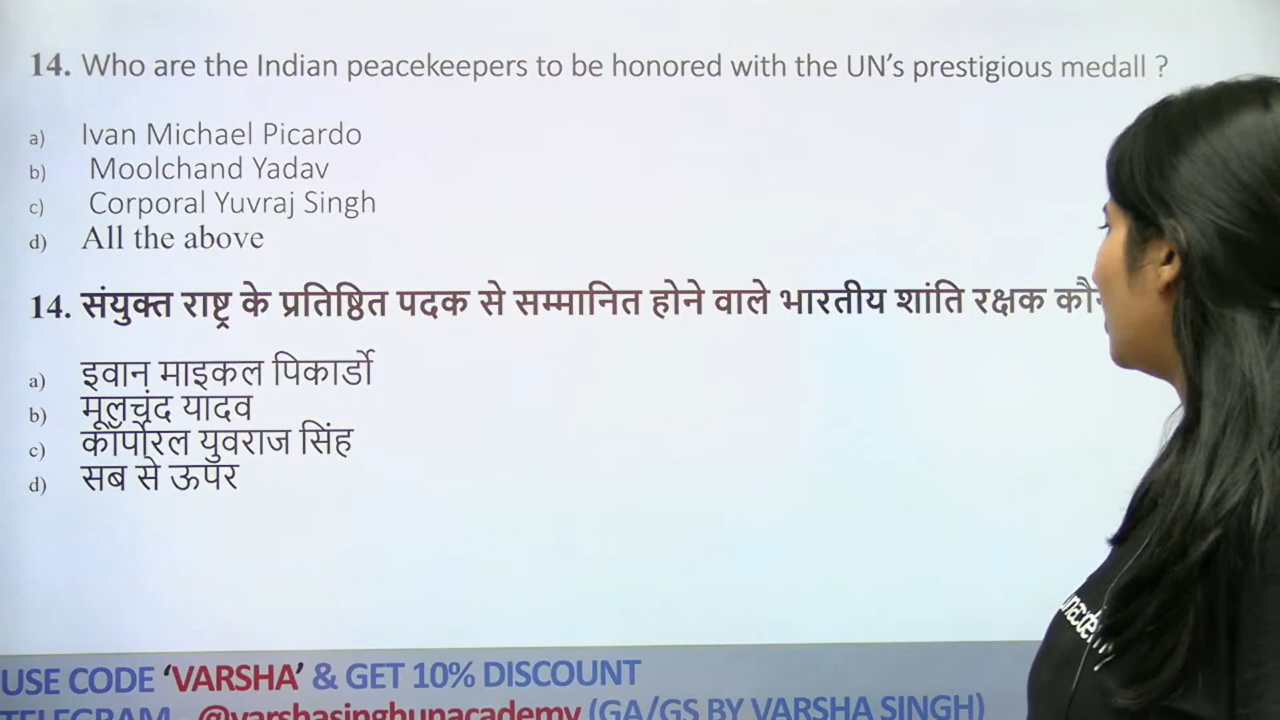 14. Who are the Indian peacekeepers to be honored with the UN's prestigious medall ?
a) Ivan Michael Picardo
b) Moolchand Yadav
c) Corporal Yuvraj Singh
d) All the above
14. संयुक्त राष्ट्र के प्रतिष्ठित पदक से सम्मानित होने वाले भारतीय शांति रक्षक
a) इवान माइकल पिकार्डो
b) मूलचंद यादव
c) कॉर्पोरल युवराज सिंह
d) सब से ऊपर
USE CODE 'VARSHA' & GET 10% DISCOUNT
TELEGRAM - @varshasinghunacademy (GA/GS BY VARSHA SINGH)